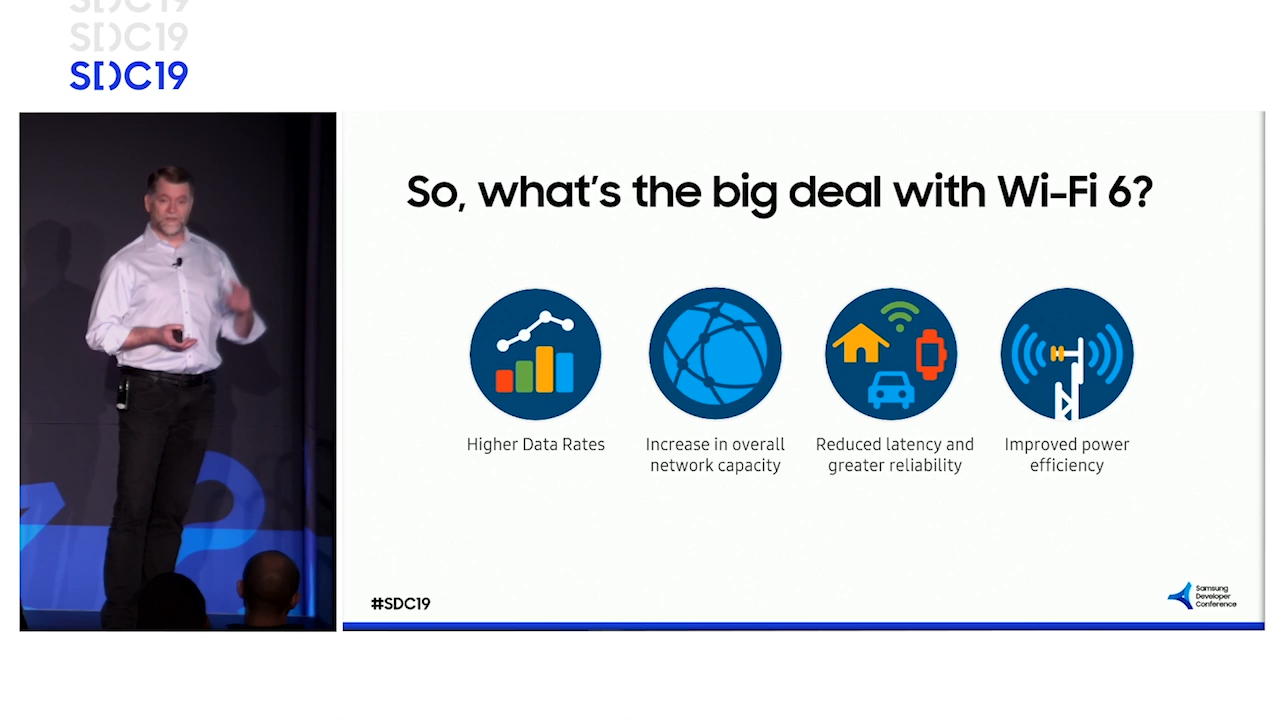 SDC19
SDC19
SDC19
So, what's the big deal with Wi-Fi 6?
Higher Data Rates
Increase in overall
network capacity
Reduced latency and
greater reliability
Improved power
efficiency
#SDC19
Samsung
Developer
Conference